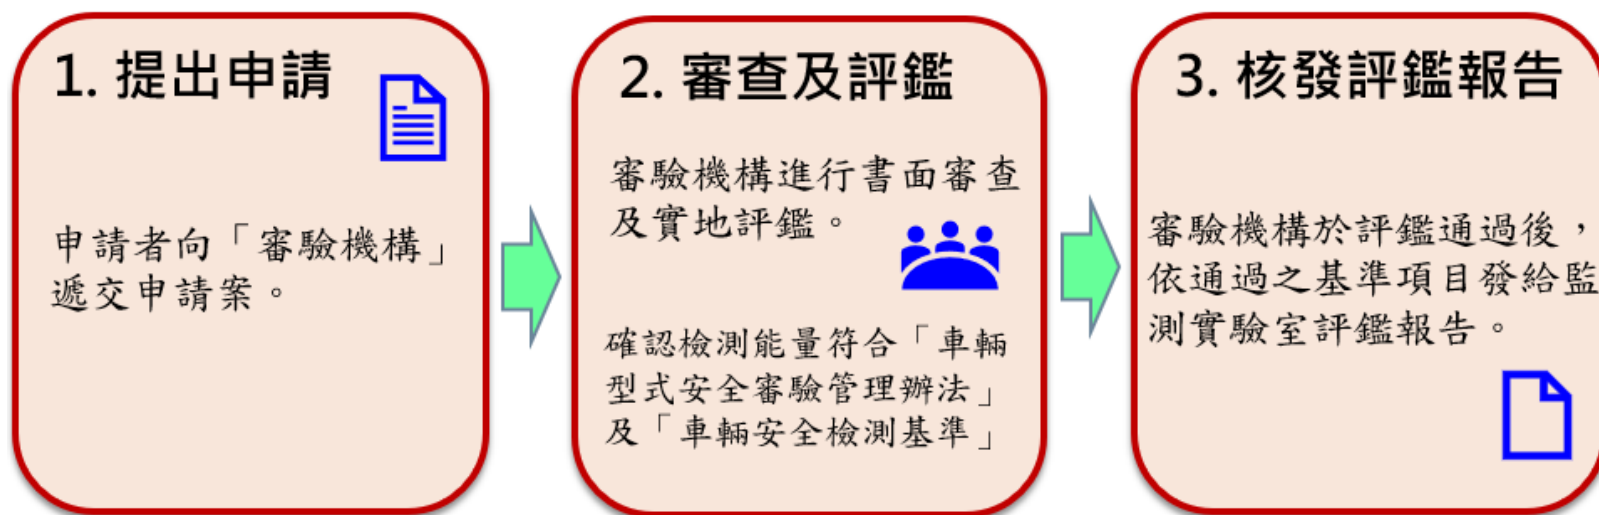 1. 提出申請
申請者向「審驗機構」
遞交申請案。
2. 審查及評鑑
審驗機構進行書面審查
及實地評鑑。
確認檢測能量符合「車輛
型式安全審驗管理辦法」
及「車輛安全檢測基準」
3. 核發評鑑報告
審驗機構於評鑑通過後，
依通過之基準項目發給監
測實驗室評鑑報告。